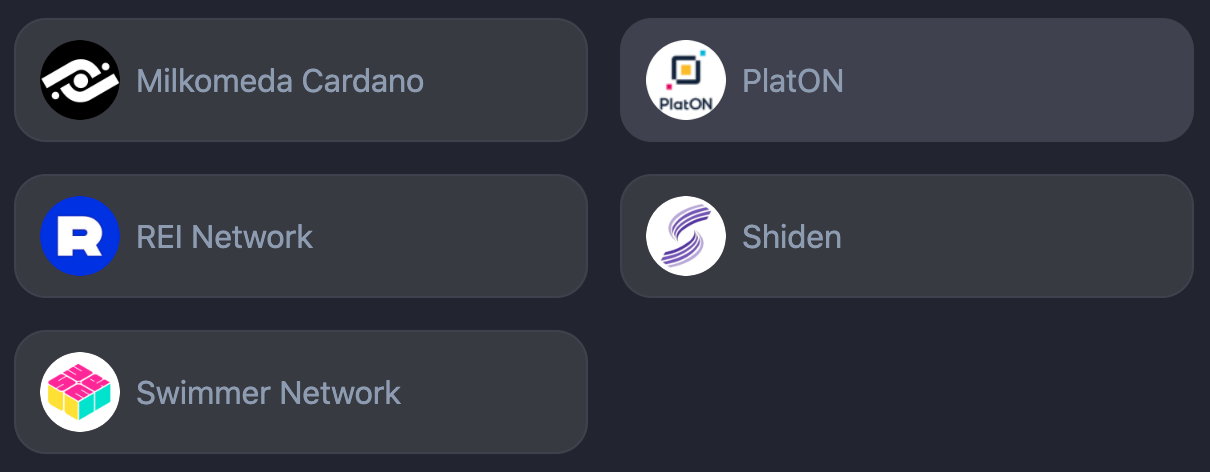 Milkomeda Cardano
PlatON
PlatON
R
REI Network
Shiden
Swimmer Network